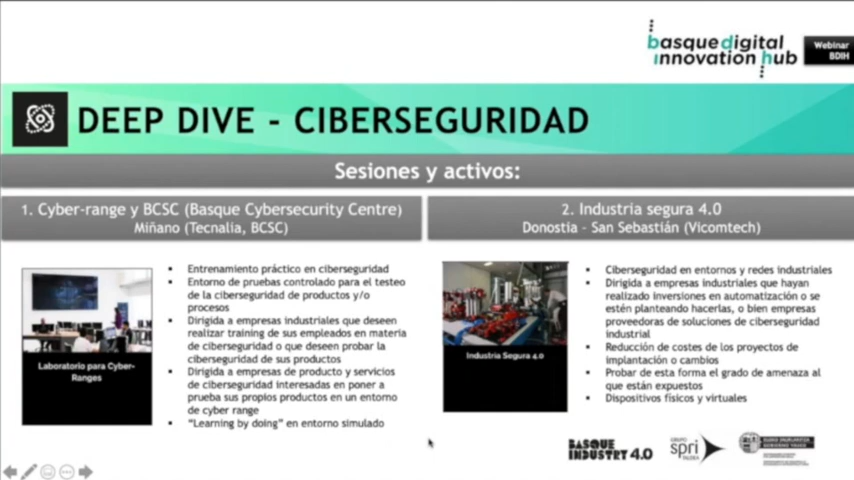 basque digital
innovation hub
Webinar
BDIH
DEEP DIVE - CIBERSEGURIDAD
Sesiones y activos:
1. Cyber-range y BCSC (Basque Cybersecurity Centre)
Miñano (Tecnalia, BCSC)
2. Industria segura 4.0
Donostia - San Sebastián (Vicomtech)
Laboratorio para Cyber-
Ranges
▪ Entrenamiento práctico en ciberseguridad
▪ Entorno de pruebas controlado para el testeo
de la ciberseguridad de productos y/o
procesos
▪ Dirigida a empresas industriales que deseen
realizar training de sus empleados en materia
de ciberseguridad o que deseen probar la
ciberseguridad de sus productos
▪ Dirigida a empresas de producto y servicios
de ciberseguridad interesadas en poner a
prueba sus propios productos en un entorno
de cyber range
▪ "Learning by doing" en entorno simulado
Industria Segura 4.0
▪ Ciberseguridad en entornos y redes industriales
▪ Dirigida a empresas industriales que hayan
realizado inversiones en automatización o se
estén planteando hacerlas, o bien empresas
proveedoras de soluciones de ciberseguridad
industrial
▪ Reducción de costes de los proyectos de
implantación o cambios
▪ Probar de esta forma el grado de amenaza al
que están expuestos
▪ Dispositivos físicos y virtuales
BASQUE
INDUSTRY 4.0
GRUPO
spri
TALDEA